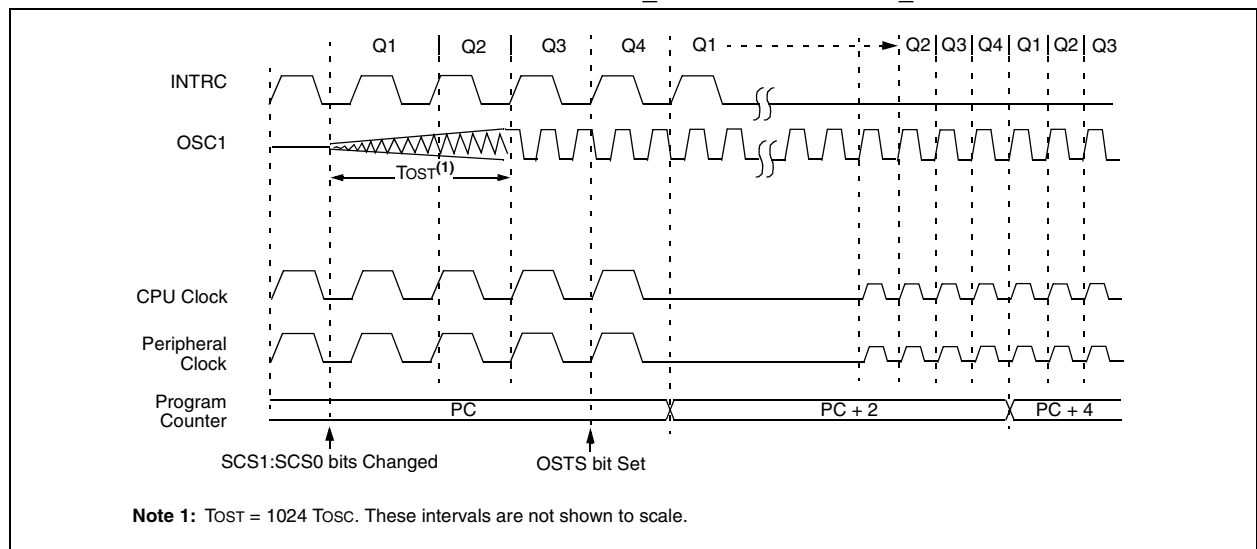 Q1 Q2 Q3 Q4 Q1 Q2 Q3 Q4 Q1 Q2 Q3
INTRC
OSC1
TOST(1)
CPU Clock
Peripheral
Clock
Program
Counter
PC PC + 2 PC + 4
SCS1:SCS0 bits Changed OSTS bit Set
Note 1: TOST = 1024 TOSC. These intervals are not shown to scale.